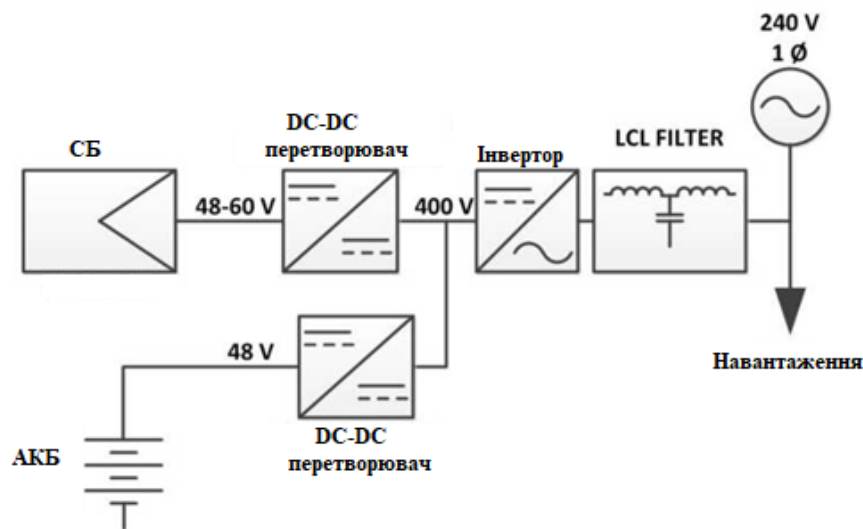 240 V
1 Ø
DC-DC
перетворювач
СБ
Інвертор
LCL FILTER
48-60 V
400 V
48 V
Навантаження
DC-DC
перетворювач
АКБ